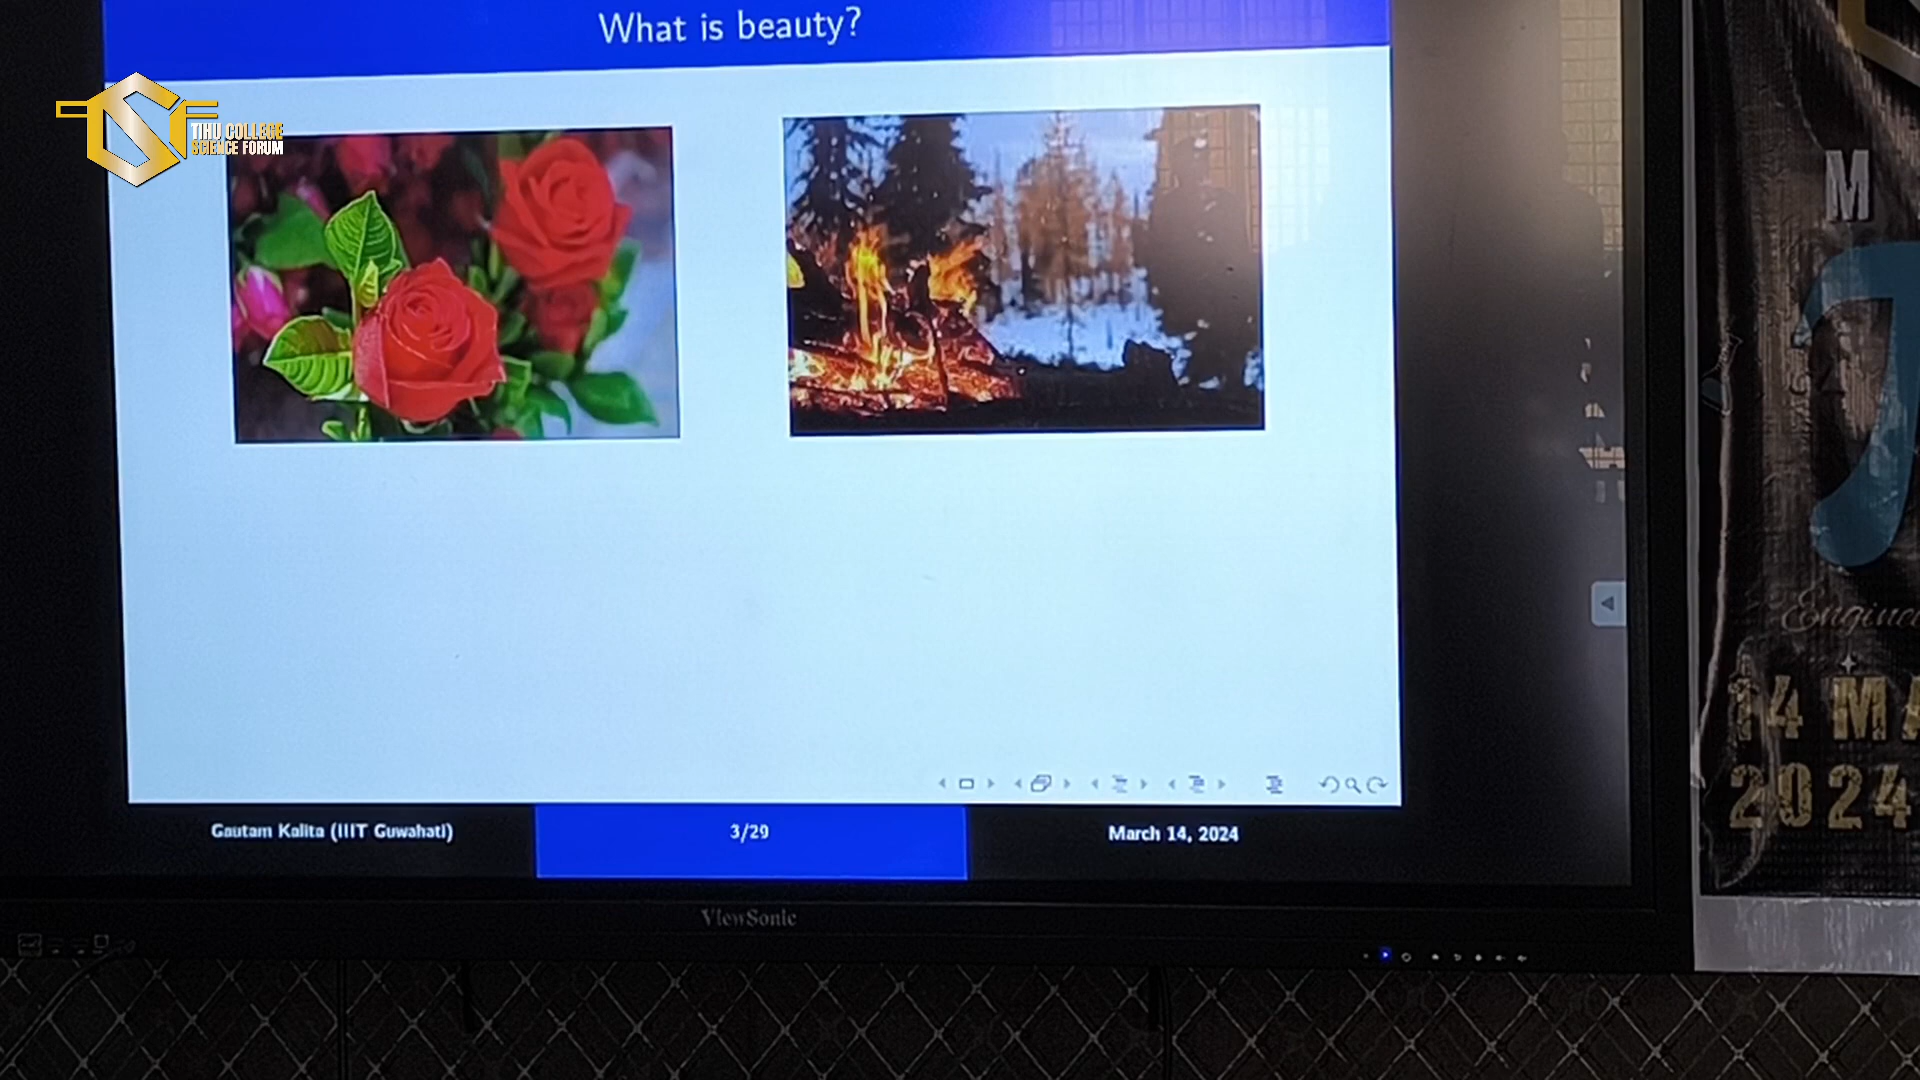 What is beauty?
TIHU COLLEGE
SCIENCE FORUM
Gautam Kalita (IIIT Guwahati)
3/29
March 14, 2024
ViewSonic
M
14 MA
2024